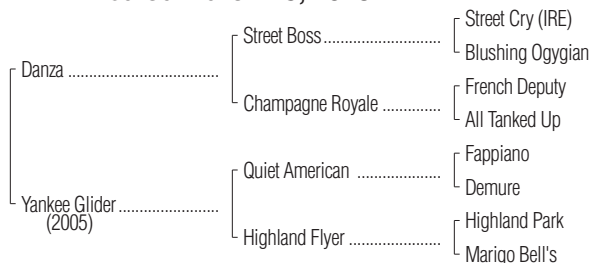 Street Cry (IRE)
Street Boss
Blushing Ogygian
Danza
French Deputy
Champagne Royale
All Tanked Up
Fappiano
Quiet American
Demure
Yankee Glider
(2005)
Highland Park
Highland Flyer
Marigo Bell's